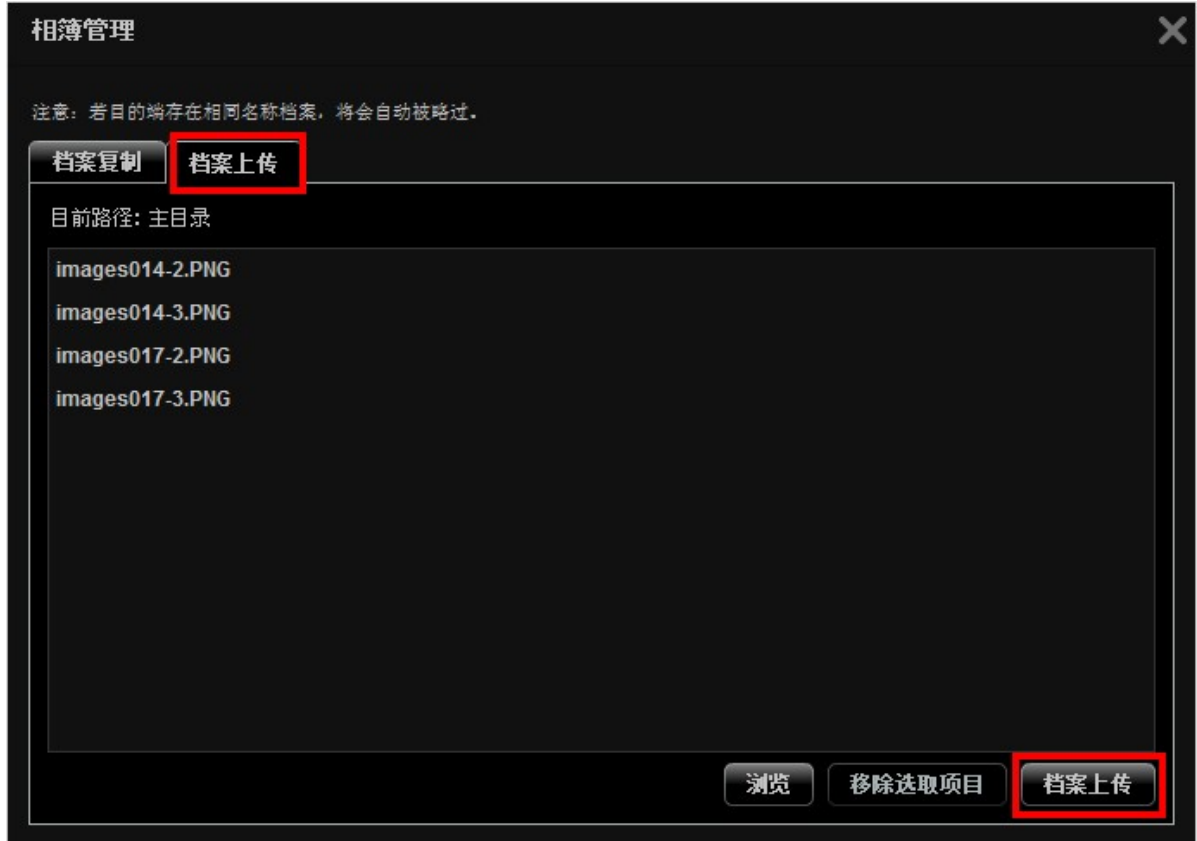 相簿管理
注意：若目的端存在相同名称档案，将会自动被略过。
档案复制 档案上传
目前路径: 主目录
images014-2.PNG
images014-3.PNG
images017-2.PNG
images017-3.PNG
浏览 移除选取项目 档案上传